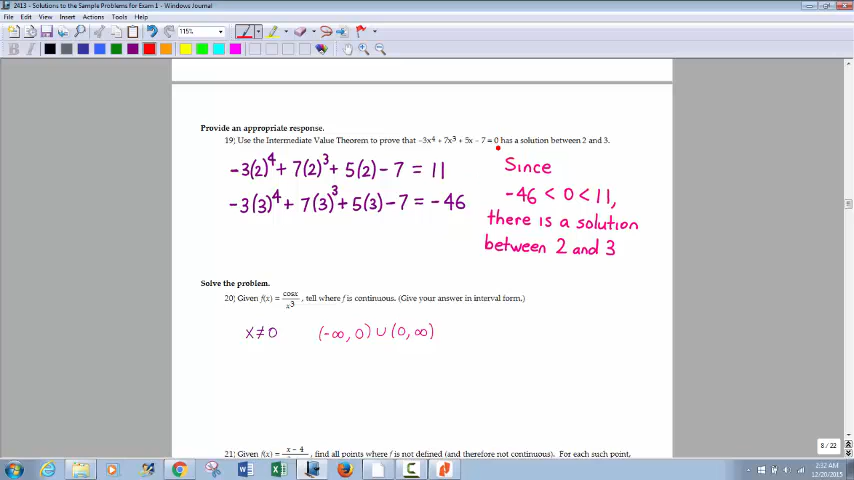 2413 - Solutions to the Sample Problems for Exam 1 - Windows Journal
File Edit View Insert Actions Tools Help
115%
Provide an appropriate response.
19) Use the Intermediate Value Theorem to prove that -3x⁴ + 7x³ + 5x - 7 = 0 has a solution between 2 and 3.
-3(2)⁴ + 7(2)³ + 5(2) - 7 = 11
-3(3)⁴ + 7(3)³ + 5(3) - 7 = -46
Since
-46 < 0 < 11,
there is a solution
between 2 and 3
Solve the problem.
20) Given f(x) = cosx / x³, tell where f is continuous. (Give your answer in interval form.)
x ≠ 0 (-∞, 0) ∪ (0, ∞)
21) Given f(x) = x - 4, find all points where f is not defined (and therefore not continuous). For each such point,
8 / 22
2:32 AM
12/20/2015